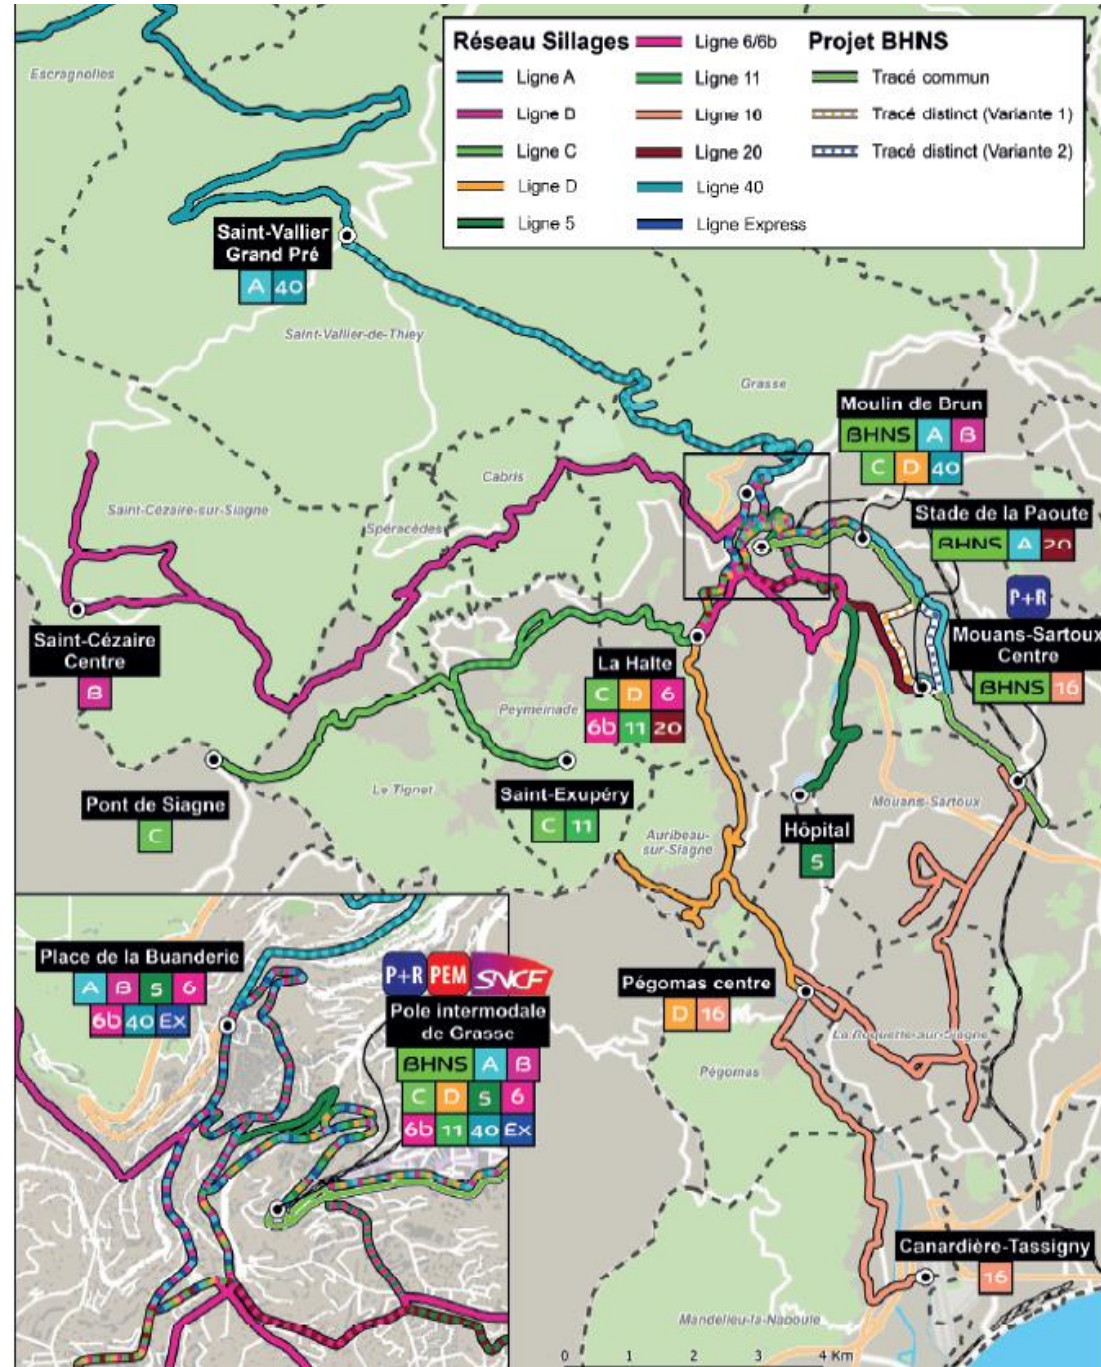 Réseau Sillages
Ligne A
Ligne B
Ligne C
Ligne D
Ligne 5
Ligne 6/6b
Ligne 11
Ligne 16
Ligne 20
Ligne 40
Ligne Express
Projet BHNS
Tracé commun
Tracé distinct (Variante 1)
Tracé distinct (Variante 2)
Escragnolles
Saint-Vallier
Grand Pré
A 40
Saint-Vallier-de-Thiey
Grasse
Moulin de Brun
BHNS A B
C D 40
Cabris
Saint-Cézaire-sur-Siagne
Spéracèdes
Stade de la Paoute
BHNS A 20
P+R
Mouans-Sartoux
Centre
BHNS 16
Saint-Cézaire
Centre
B
La Halte
C D 6
6b 11 20
Peymeinade
Pont de Siagne
C
Le Tignet
Saint-Exupéry
C 11
Mouans-Sartoux
Auribeau-
sur-Siagne
Hôpital
5
Place de la Buanderie
A B 5 6
6b 40 Ex
P+R PEM SNCF
Pole intermodale
de Grasse
BHNS A B
C D 5 6
6b 11 40 Ex
Pégomas centre
D 16
La Roquette-sur-Siagne
Pégomas
Canardière-Tassigny
16
Mandelieu-la-Napoule
0 1 2 3 4 Km